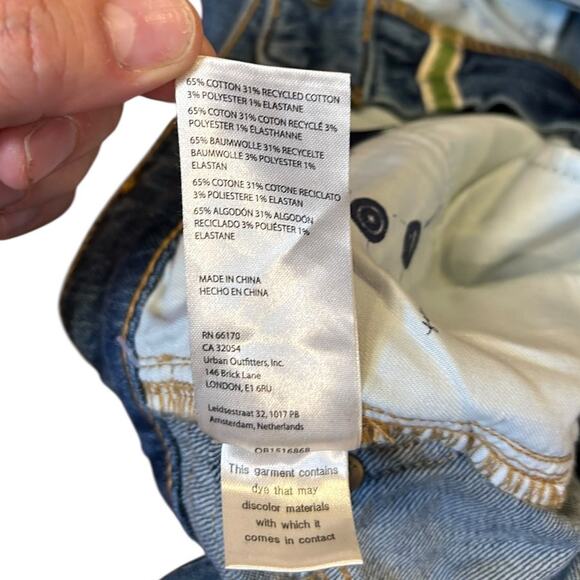 65% COTTON 31% RECYCLED COTTON
3% POLYESTER 1% ELASTANE
65% COTON 31% COTON RECYCLÉ 3%
POLYESTER 1% ÉLASTHANNE
65% BAUMWOLLE 31% RECYCELTE
BAUMWOLLE 3% POLYESTER 1%
ELASTAN
65% COTONE 31% COTONE RICICLATO
3% POLIESTERE 1% ELASTAN
65% ALGODÓN 31% ALGODÓN
RECICLADO 3% POLIÉSTER 1%
ELASTANE
MADE IN CHINA
HECHO EN CHINA
RN 66170
CA 32054
Urban Outfitters, Inc.
146 Brick Lane
LONDON, E1 6RU
Leidsestraat 32, 1017 PB
Amsterdam, Netherlands
OB1516868
This garment contains
dye that may
discolor materials
with which it
comes in contact